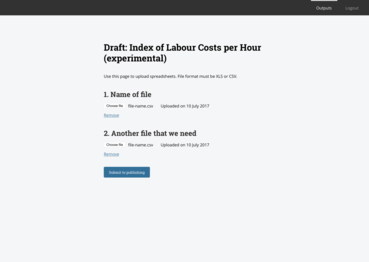 Outputs Logout
Draft: Index of Labour Costs per Hour
(experimental)
Use this page to upload spreadsheets. File format must be XLS or CSV.
1. Name of file
Choose file file-name.csv Uploaded on 10 July 2017
Remove
2. Another file that we need
Choose file file-name.csv Uploaded on 10 July 2017
Remove
Submit to publishing